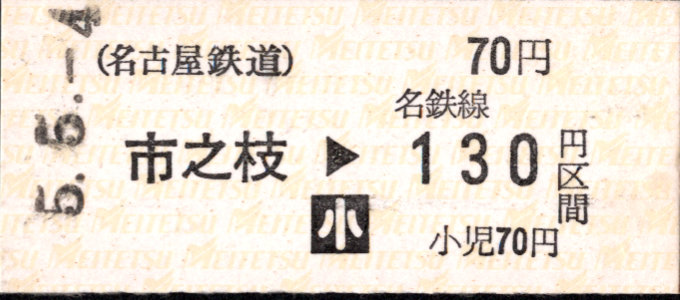 5.5.-4
(名古屋鉄道) 70円
名鉄線
市之枝 ▶ 130円区間
小 小児70円